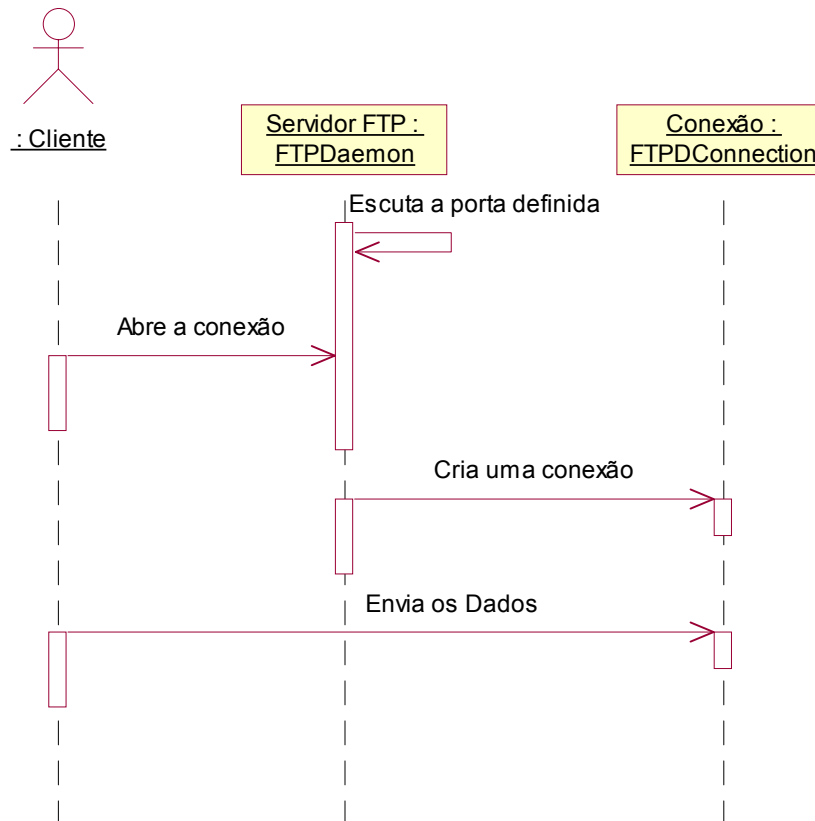 : Cliente
Servidor FTP :
FTPDaemon
Conexão :
FTPDConnection
Escuta a porta definida
Abre a conexão
Cria uma conexão
Envia os Dados